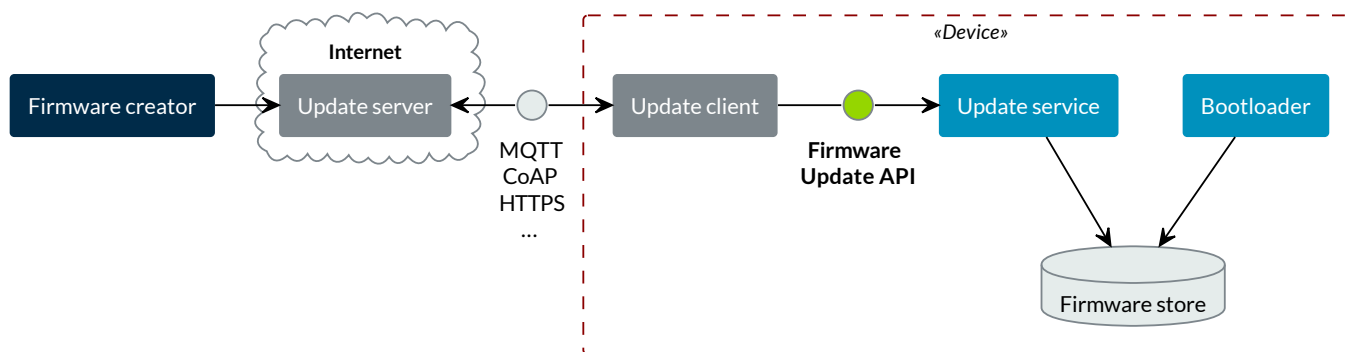 «Device»
Internet
Firmware creator
Update server
Update client
Update service
Bootloader
MQTT
CoAP
HTTPS
...
Firmware
Update API
Firmware store